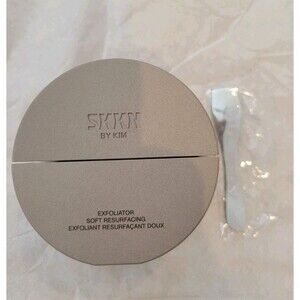 SKKN
BY KIM
EXFOLIATOR
SOFT RESURFACING
EXFOLIANT RESURFAÇANT DOUX